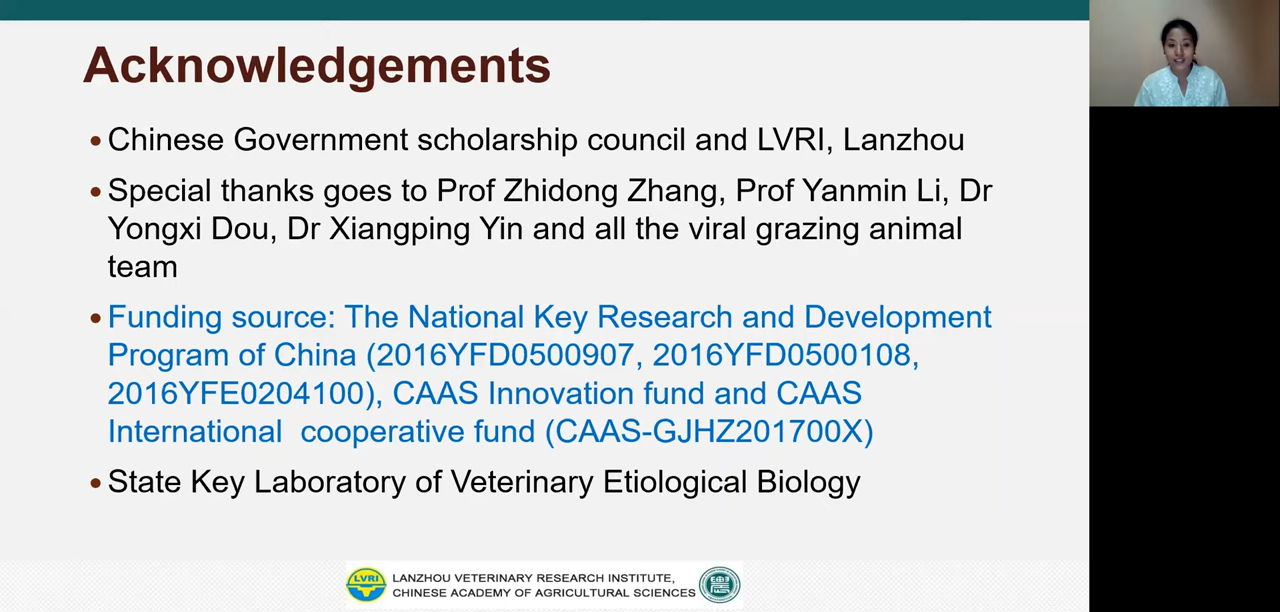 Acknowledgements
•Chinese Government scholarship council and LVRI, Lanzhou
•Special thanks goes to Prof Zhidong Zhang, Prof Yanmin Li, Dr
Yongxi Dou, Dr Xiangping Yin and all the viral grazing animal
team
•Funding source: The National Key Research and Development
Program of China (2016YFD0500907, 2016YFD0500108,
2016YFE0204100), CAAS Innovation fund and CAAS
International cooperative fund (CAAS-GJHZ201700X)
•State Key Laboratory of Veterinary Etiological Biology
LVRI
LANZHOU VETERINARY RESEARCH INSTITUTE,
CHINESE ACADEMY OF AGRICULTURAL SCIENCES